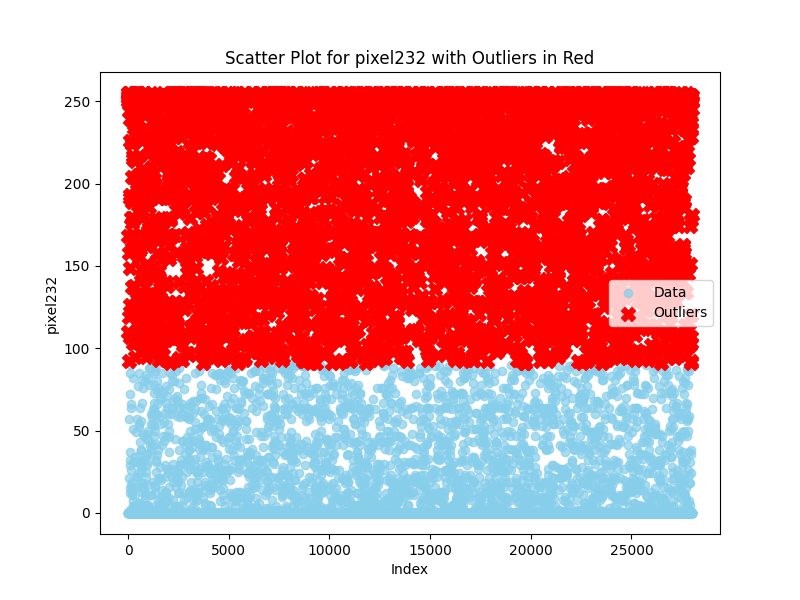 Scatter Plot for pixel232 with Outliers in Red
250
200
150
100
50
0
pixel232
Data
Outliers
0 5000 10000 15000 20000 25000
Index